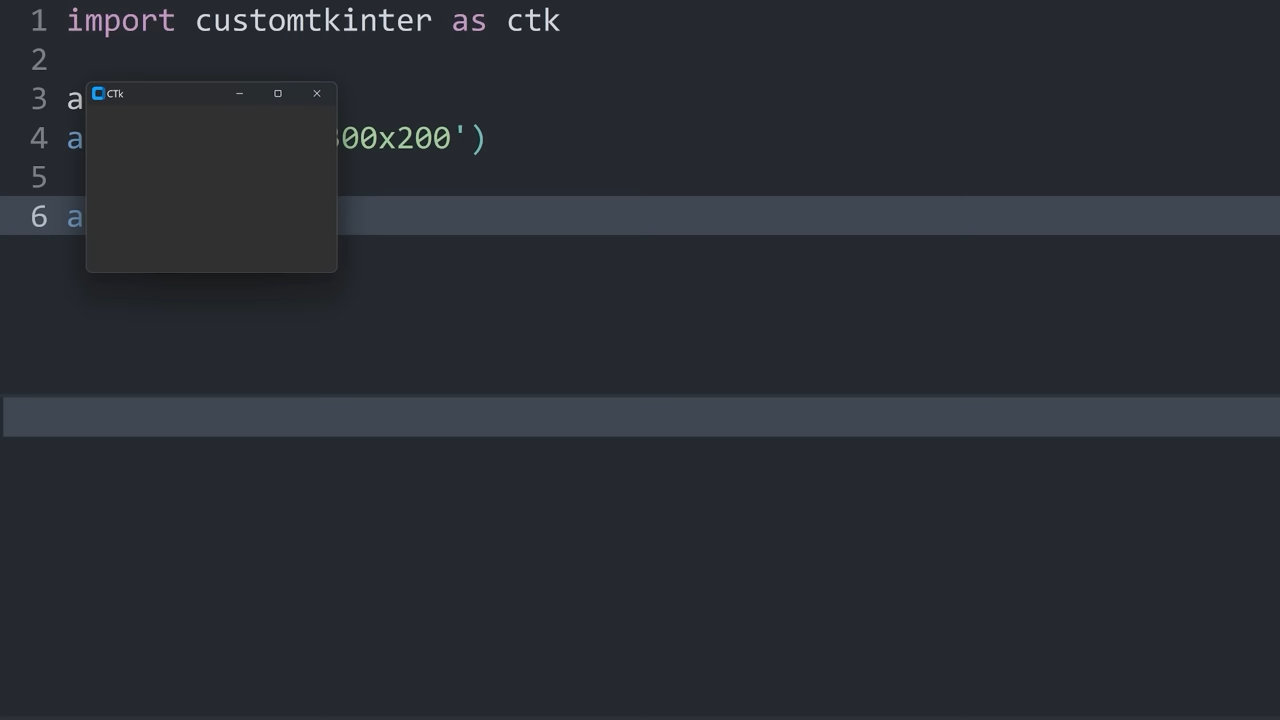 1 import customtkinter as ctk
2
CTk
3 a
4 a 00x200')
5
6 a